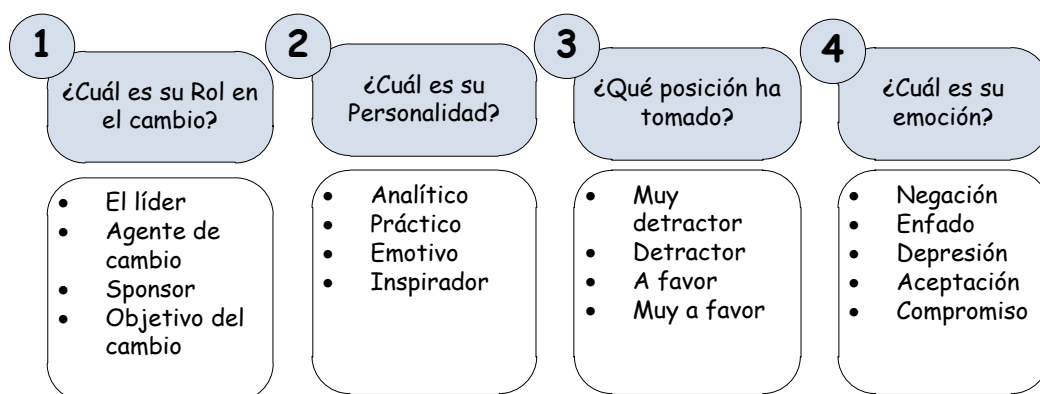 1
¿Cuál es su Rol en
el cambio?
• El líder
• Agente de
cambio
• Sponsor
• Objetivo del
cambio
2
¿Cuál es su
Personalidad?
• Analítico
• Práctico
• Emotivo
• Inspirador
3
¿Qué posición ha
tomado?
• Muy
detractor
• Detractor
• A favor
• Muy a favor
4
¿Cuál es su
emoción?
• Negación
• Enfado
• Depresión
• Aceptación
• Compromiso